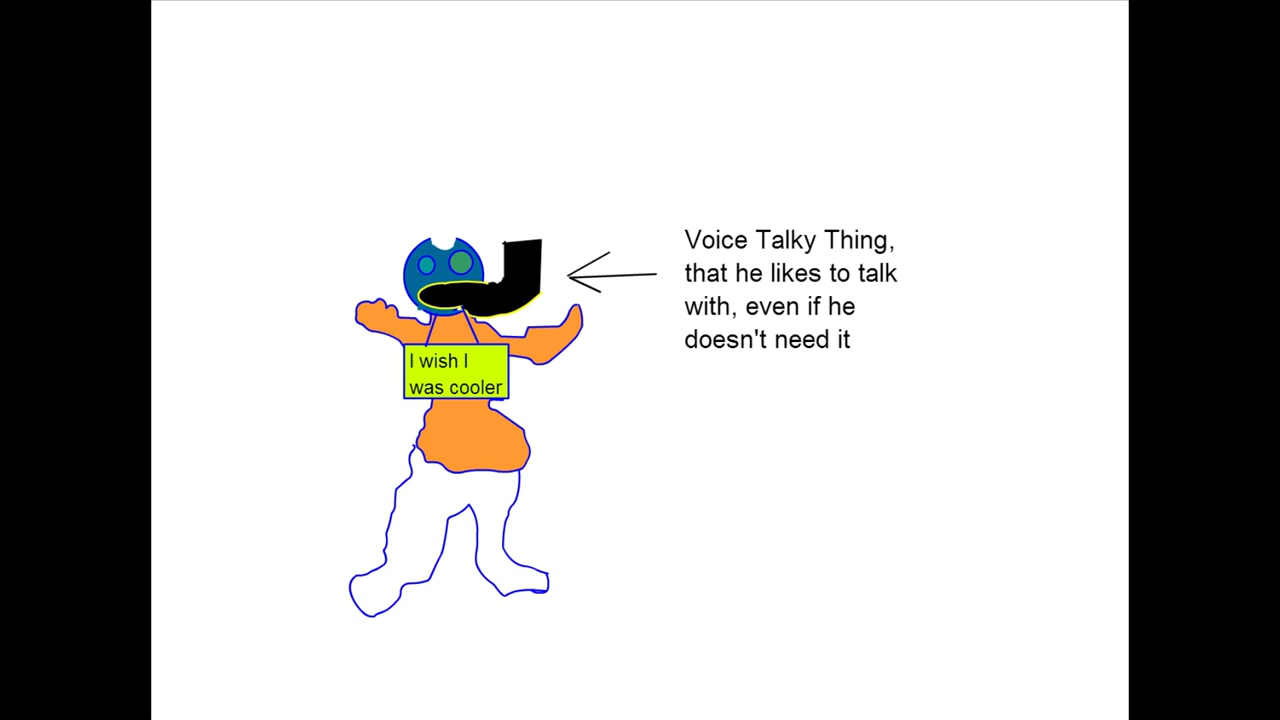 Voice Talky Thing,
that he likes to talk
with, even if he
doesn't need it
I wish I
was cooler